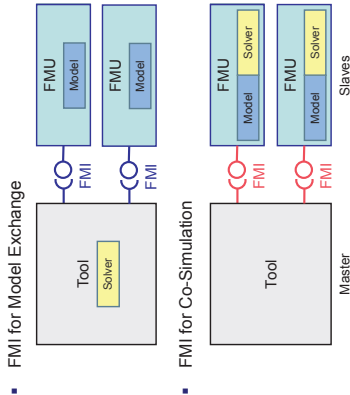 ▪ FMI for Model Exchange
Tool
Solver
FMI
FMU
Model
FMI
FMU
Model
▪ FMI for Co-Simulation
Tool
FMI
FMU
Model
Solver
FMI
FMU
Model
Solver
Master
Slaves